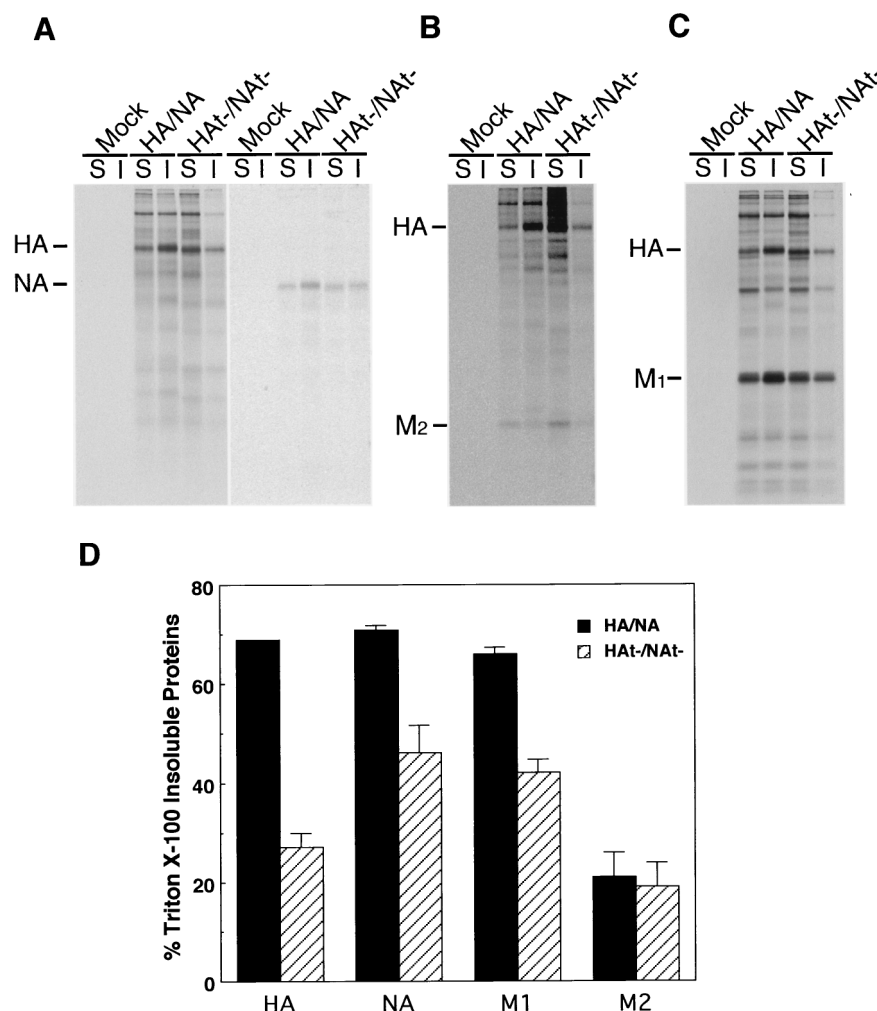 A
B
C
Mock HA/NA HAt-/NAt- Mock HA/NA HAt-/NAt-
S I S I S I S I S I S I
HA
NA
Mock HA/NA HAt-/NAt-
S I S I S I
HA
M2
Mock HA/NA HAt-/NAt-
S I S I S I
HA
M1
D
% Triton X-100 Insoluble Proteins
80
60
40
20
0
HA/NA
HAt-/NAt-
HA NA M1 M2